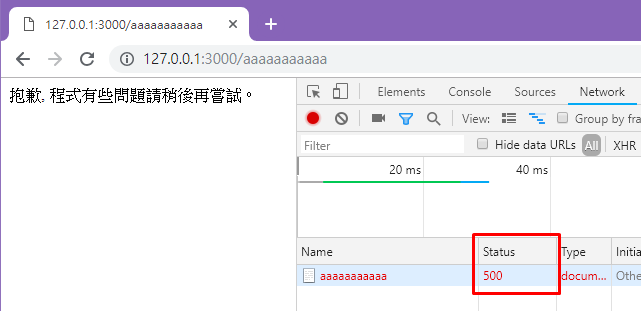 127.0.0.1:3000/aaaaaaaaaaa
127.0.0.1:3000/aaaaaaaaaaa
抱歉, 程式有些問題請稍後再嘗試。
Elements Console Sources Network
View: Group by fra
Filter Hide data URLs All XHR
20 ms 40 ms
Name Status Type Initia
aaaaaaaaaaa 500 docum... Othe